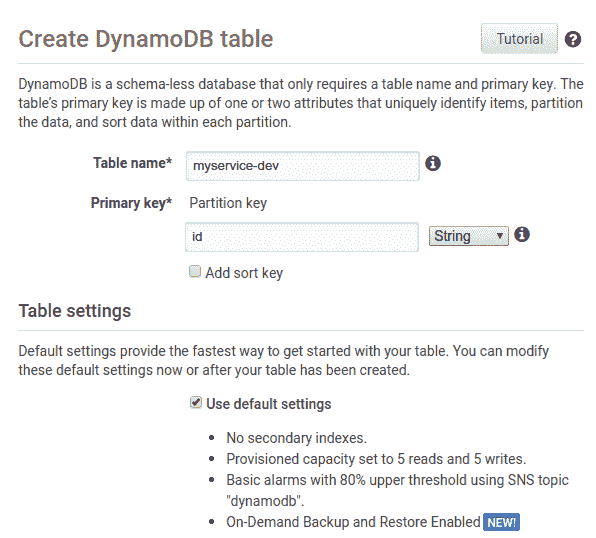 Create DynamoDB table
Tutorial
DynamoDB is a schema-less database that only requires a table name and primary key. The
table's primary key is made up of one or two attributes that uniquely identify items, partition
the data, and sort data within each partition.
Table name*
myservice-dev
Primary key*
Partition key
id
String
Add sort key
Table settings
Default settings provide the fastest way to get started with your table. You can modify
these default settings now or after your table has been created.
Use default settings
No secondary indexes.
Provisioned capacity set to 5 reads and 5 writes.
Basic alarms with 80% upper threshold using SNS topic
"dynamodb".
On-Demand Backup and Restore Enabled NEW!